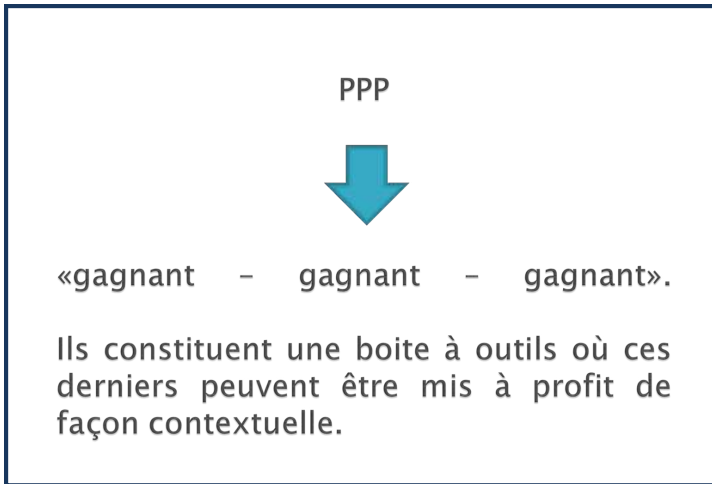 PPP
«gagnant – gagnant – gagnant».
Ils constituent une boite à outils où ces
derniers peuvent être mis à profit de
façon contextuelle.